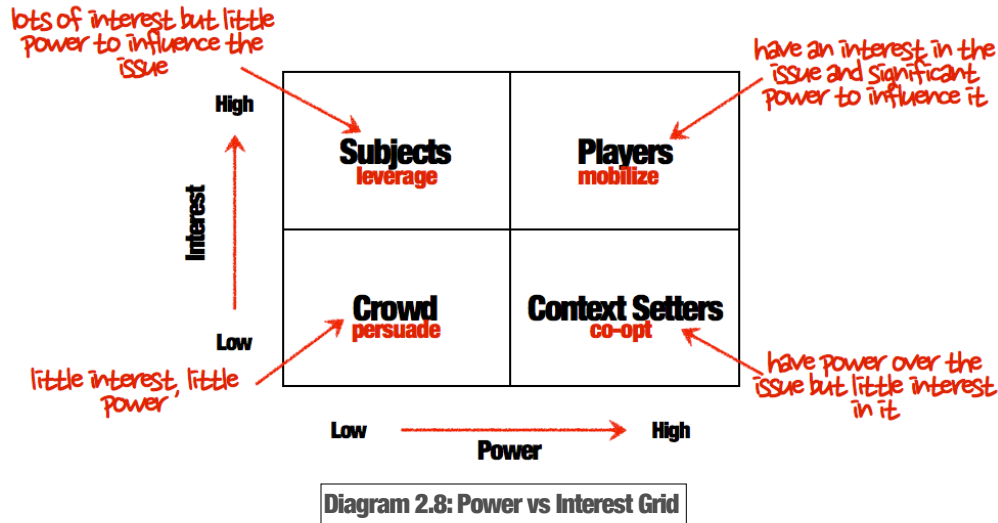 lots of interest but little
power to influence the
issue
have an interest in the
issue and significant
power to influence it
High
Subjects
leverage
Players
mobilize
Interest
Crowd
persuade
Context Setters
co-opt
Low
little interest, little
power
have power over the
issue but little interest
in it
Low
High
Power
Diagram 2.8: Power vs Interest Grid